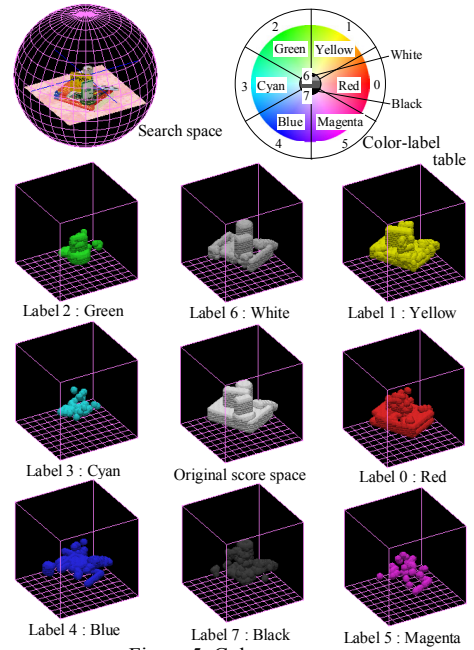 2
1
Green
Yellow
White
6
3
Cyan
Red
0
7
Black
Blue
Magenta
4
5
Search space
Color-label
table
Label 2 : Green
Label 6 : White
Label 1 : Yellow
Label 3 : Cyan
Original score space
Label 0 : Red
Label 4 : Blue
Label 7 : Black
Label 5 : Magenta